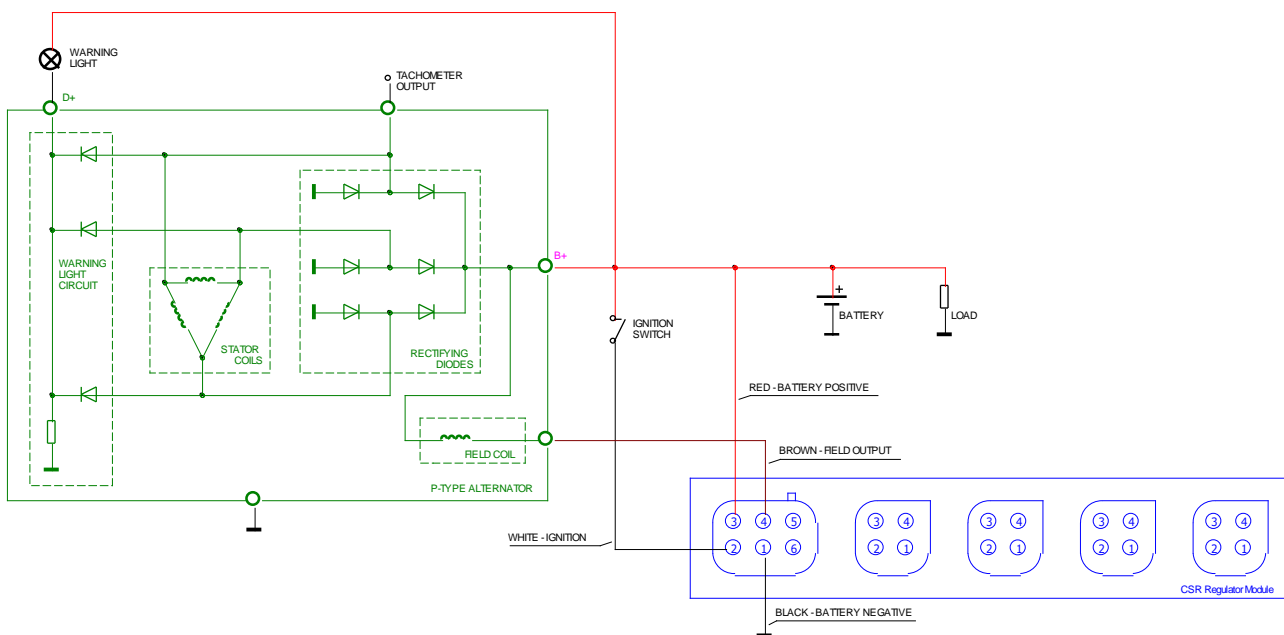 WARNING
LIGHT
TACHOMETER
OUTPUT
D+
B+
WARNING
LIGHT
CIRCUIT
STATOR
COILS
RECTIFYING
DIODES
IGNITION
SWITCH
+
BATTERY
LOAD
RED - BATTERY POSITIVE
FIELD COIL
BROWN - FIELD OUTPUT
P-TYPE ALTERNATOR
WHITE - IGNITION
3 4 5 3 4 3 4 3 4 3 4
2 1 6 2 1 2 1 2 1 2 1
CSR Regulator Module
BLACK - BATTERY NEGATIVE